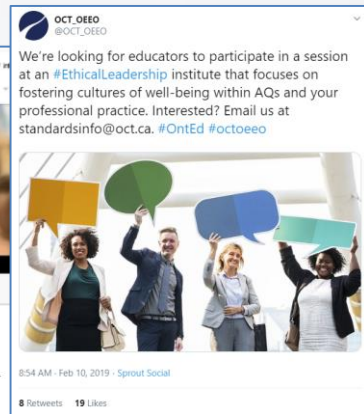 OCT_OEEO
@OCT_OEEO
We're looking for educators to participate in a session
at an #EthicalLeadership institute that focuses on
fostering cultures of well-being within AQs and your
professional practice. Interested? Email us at
standardsinfo@oct.ca. #OntEd #octoeeo
8:54 AM · Feb 10, 2019 · Sprout Social
8 Retweets 19 Likes